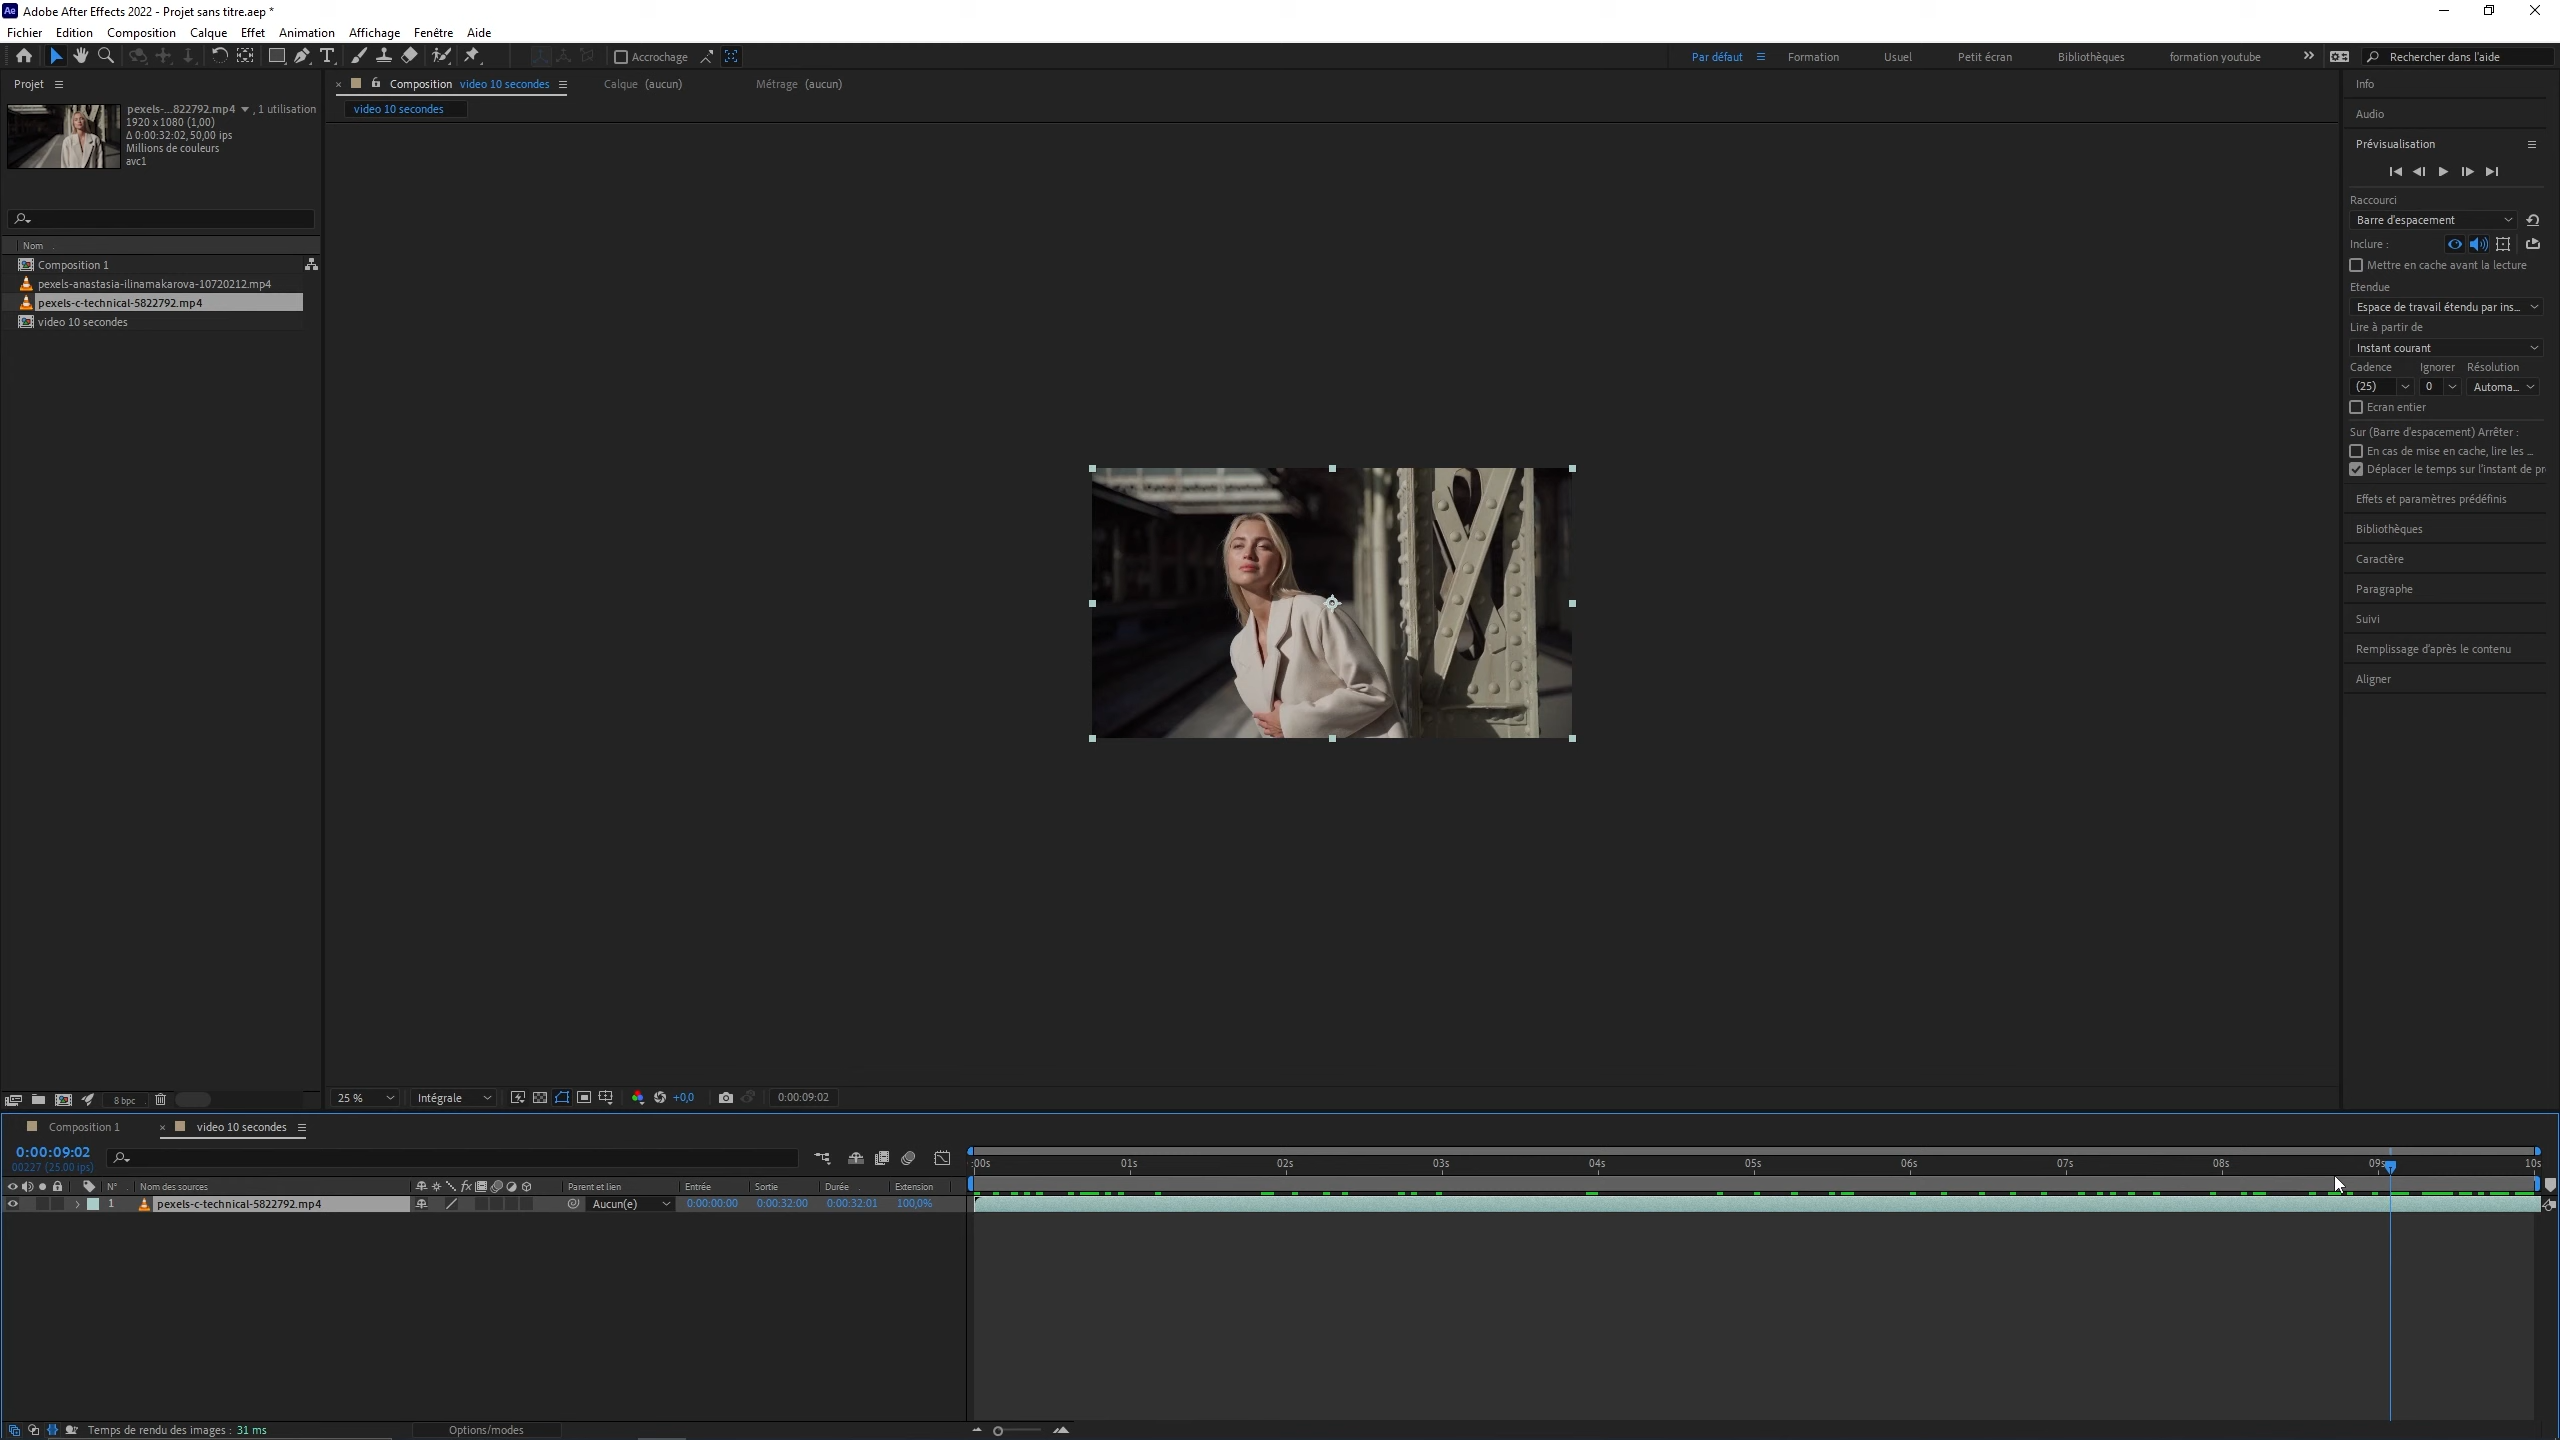 Ae Adobe After Effects 2022 - Projet sans titre.aep *
Fichier Edition Composition Calque Effet Animation Affichage Fenêtre Aide
Accrochage
Par défaut Formation Usuel Petit écran Bibliothèques formation youtube
Rechercher dans l'aide
Projet
pexels-...822792.mp4 , 1 utilisation
1920 x 1080 (1,00)
Δ 0:00:32:02, 50,00 ips
Millions de couleurs
avc1
Nom
Composition 1
pexels-anastasia-ilinamakarova-10720212.mp4
pexels-c-technical-5822792.mp4
video 10 secondes
8 bpc
Composition video 10 secondes
Calque (aucun)
Métrage (aucun)
video 10 secondes
25 % Intégrale +0,0 0:00:09:02
Info
Audio
Prévisualisation
Raccourci
Barre d'espacement
Inclure :
Mettre en cache avant la lecture
Etendue
Espace de travail étendu par ins...
Lire à partir de
Instant courant
Cadence Ignorer Résolution
(25) 0 Automa...
Ecran entier
Sur (Barre d'espacement) Arrêter :
En cas de mise en cache, lire les ...
Déplacer le temps sur l'instant de pr
Effets et paramètres prédéfinis
Bibliothèques
Caractère
Paragraphe
Suivi
Remplissage d'après le contenu
Aligner
Composition 1 video 10 secondes
0:00:09:02
00227 (25.00 ips)
:00s 01s 02s 03s 04s 05s 06s 07s 08s 09s 10s
N° Nom des sources fx Parent et lien Entrée Sortie Durée Extension
1 pexels-c-technical-5822792.mp4 Aucun(e) 0:00:00:00 0:00:32:00 0:00:32:01 100,0%
Temps de rendu des images : 31 ms
Options/modes